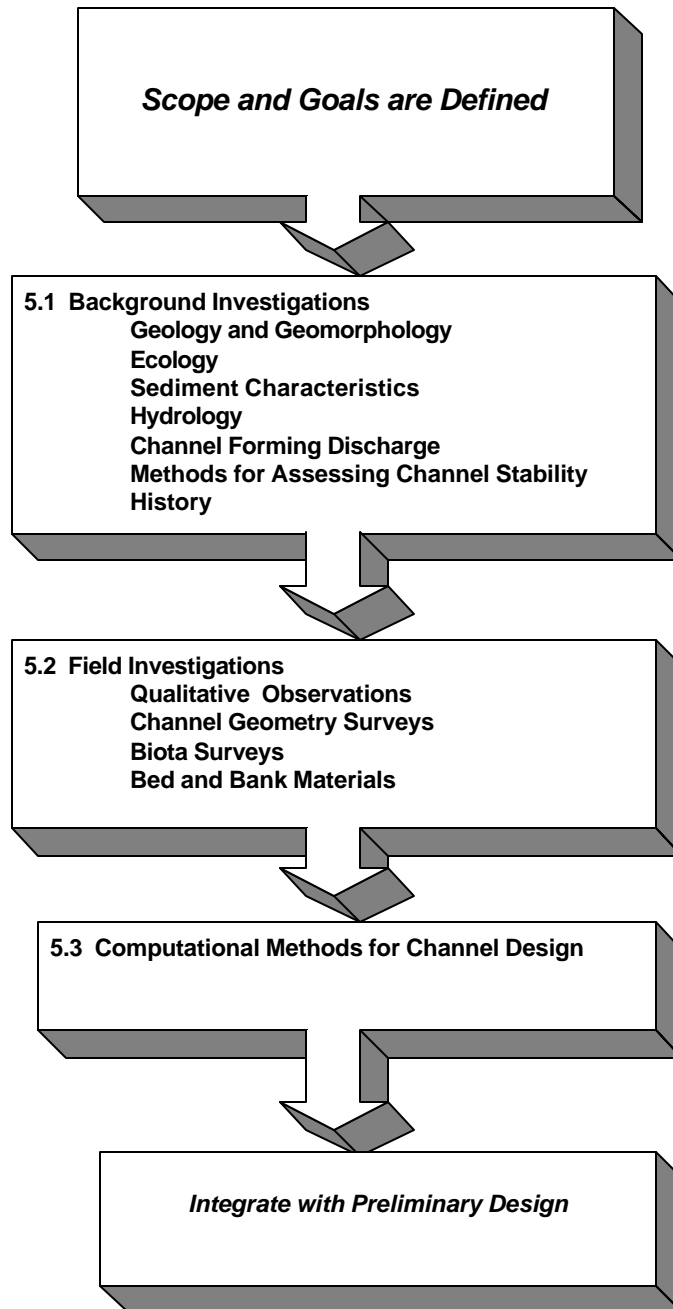 Scope and Goals are Defined
5.1 Background Investigations
Geology and Geomorphology
Ecology
Sediment Characteristics
Hydrology
Channel Forming Discharge
Methods for Assessing Channel Stability
History
5.2 Field Investigations
Qualitative Observations
Channel Geometry Surveys
Biota Surveys
Bed and Bank Materials
5.3 Computational Methods for Channel Design
Integrate with Preliminary Design